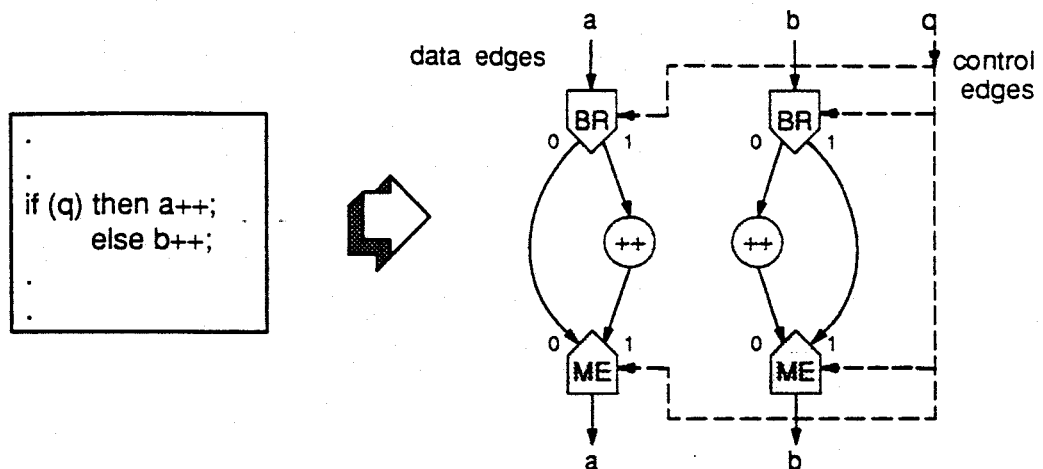 .
.
if (q) then a++;
else b++;
.
.
a b q
data edges
control
edges
BR BR
0 1 0 1
++ ++
0 1 0 1
ME ME
a b